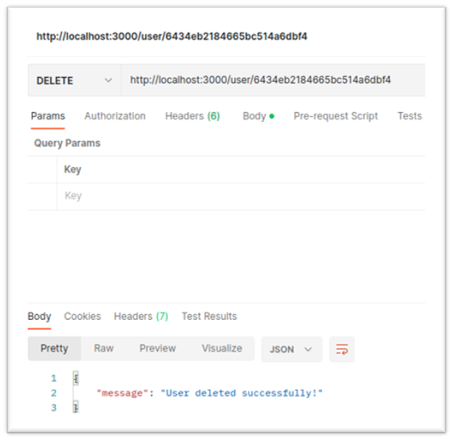 http://localhost:3000/user/6434eb2184665bc514a6dbf4
DELETE http://localhost:3000/user/6434eb2184665bc514a6dbf4
Params Authorization Headers (6) Body Pre-request Script Tests
Query Params
Key
Key
Body Cookies Headers (7) Test Results
Pretty Raw Preview Visualize JSON
1 {
2 "message": "User deleted successfully!"
3 }